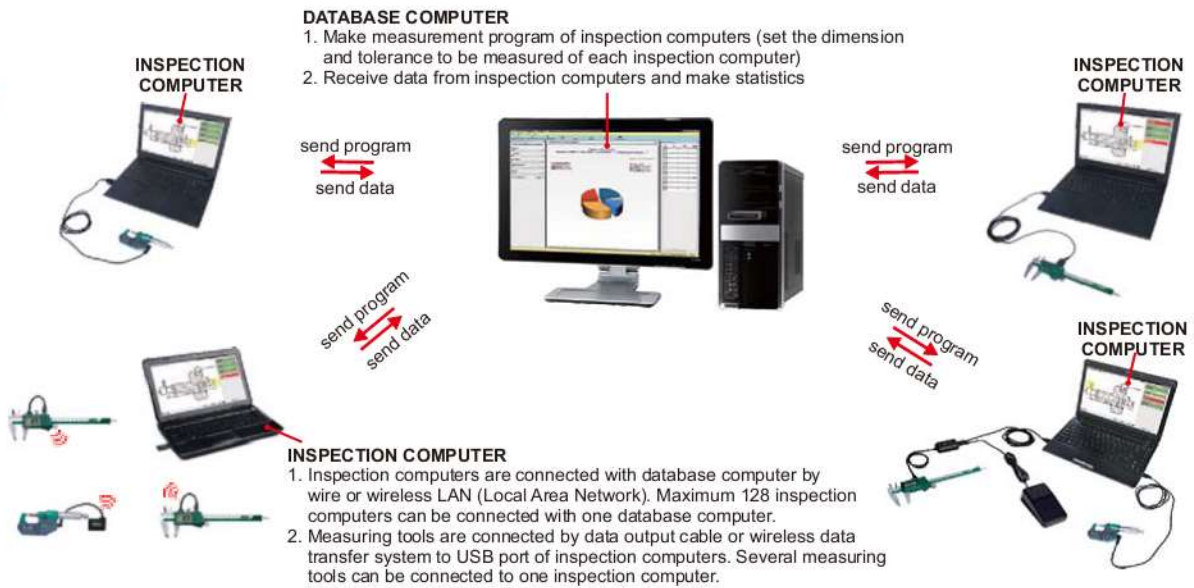 DATABASE COMPUTER
1. Make measurement program of inspection computers (set the dimension
and tolerance to be measured of each inspection computer)
2. Receive data from inspection computers and make statistics
INSPECTION
COMPUTER
INSPECTION
COMPUTER
send program
send data
send program
send data
send program
send data
send program
send data
INSPECTION
COMPUTER
INSPECTION COMPUTER
1. Inspection computers are connected with database computer by
wire or wireless LAN (Local Area Network). Maximum 128 inspection
computers can be connected with one database computer.
2. Measuring tools are connected by data output cable or wireless data
transfer system to USB port of inspection computers. Several measuring
tools can be connected to one inspection computer.